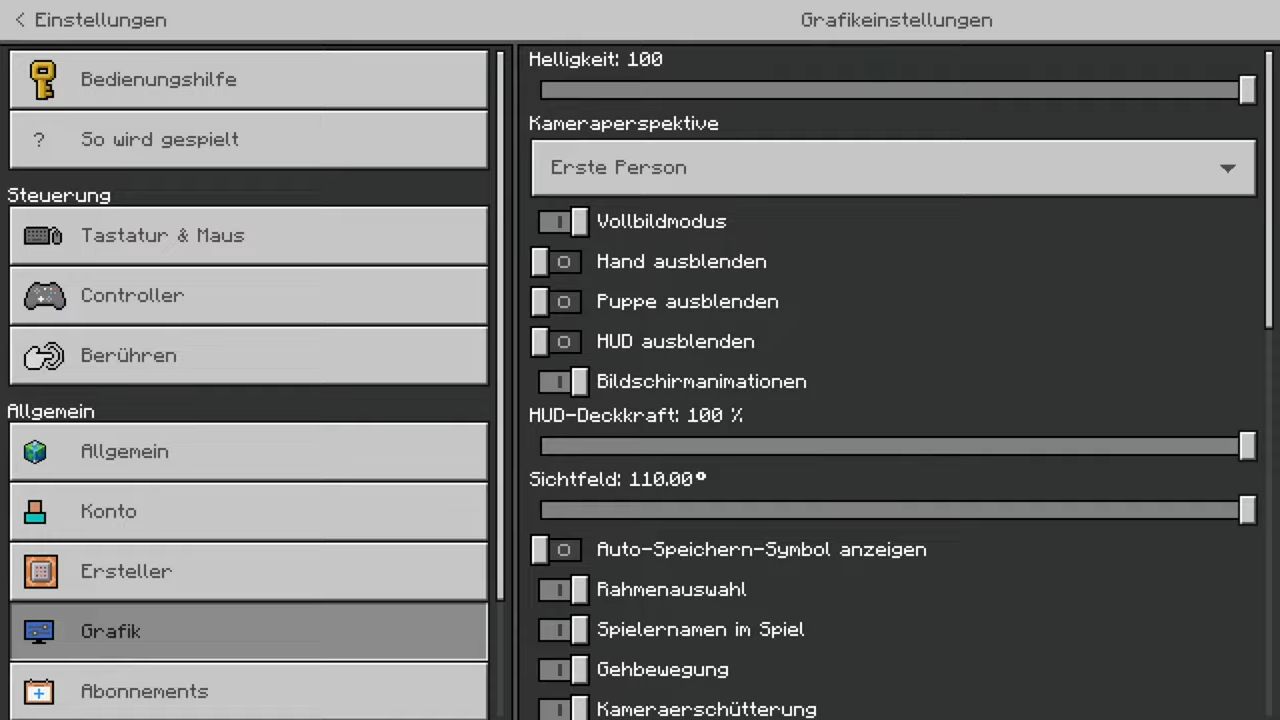 Einstellungen
Grafikeinstellungen
Bedienungshilfe
So wird gespielt
Steuerung
Tastatur & Maus
Controller
Berühren
Allgemein
Allgemein
Konto
Ersteller
Grafik
Abonnements
Helligkeit: 100
Kameraperspektive
Erste Person
Vollbildmodus
Hand ausblenden
Puppe ausblenden
HUD ausblenden
Bildschirmanimationen
HUD-Deckkraft: 100 %
Sichtfeld: 110.00°
Auto-Speichern-Symbol anzeigen
Rahmenauswahl
Spielernamen im Spiel
Gehbewegung
Kameraerschütterung